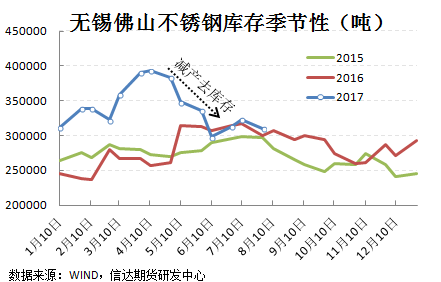 无锡佛山不锈钢库存季节性（吨）
450000
400000
350000
300000
250000
200000
减产去库存
2015
2016
2017
1月10日
2月10日
3月10日
4月10日
5月10日
6月10日
7月10日
8月10日
9月10日
10月10日
11月10日
12月10日
数据来源：WIND，信达期货研发中心